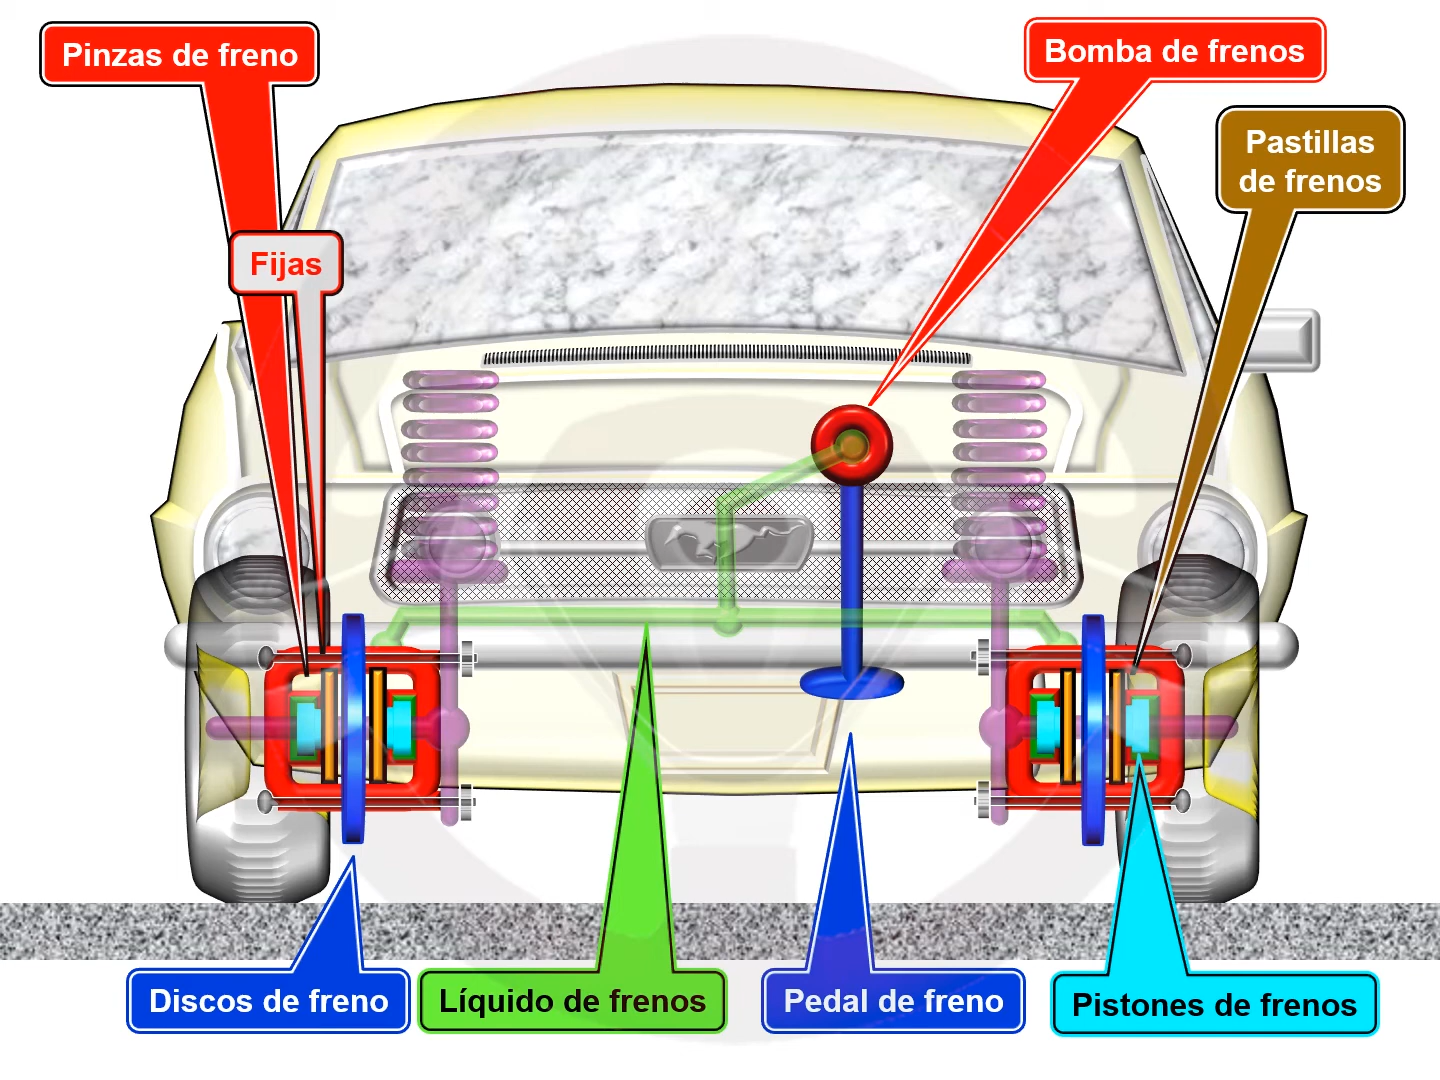 Pinzas de freno
Bomba de frenos
Pastillas
de frenos
Fijas
Discos de freno
Líquido de frenos
Pedal de freno
Pistones de frenos